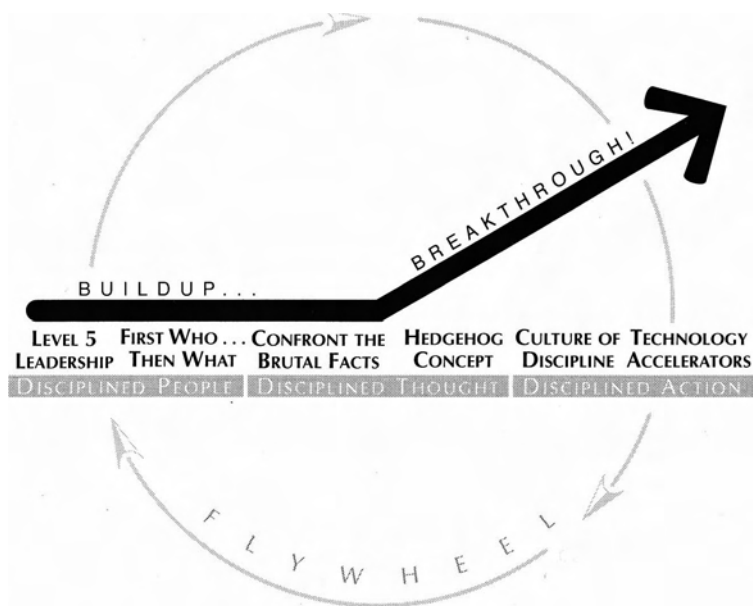 BREAKTHROUGH!
BUILDUP...
LEVEL 5 LEADERSHIP
FIRST WHO... THEN WHAT
CONFRONT THE BRUTAL FACTS
HEDGEHOG CONCEPT
CULTURE OF DISCIPLINE
TECHNOLOGY ACCELERATORS
DISCIPLINED PEOPLE
DISCIPLINED THOUGHT
DISCIPLINED ACTION
FLYWHEEL